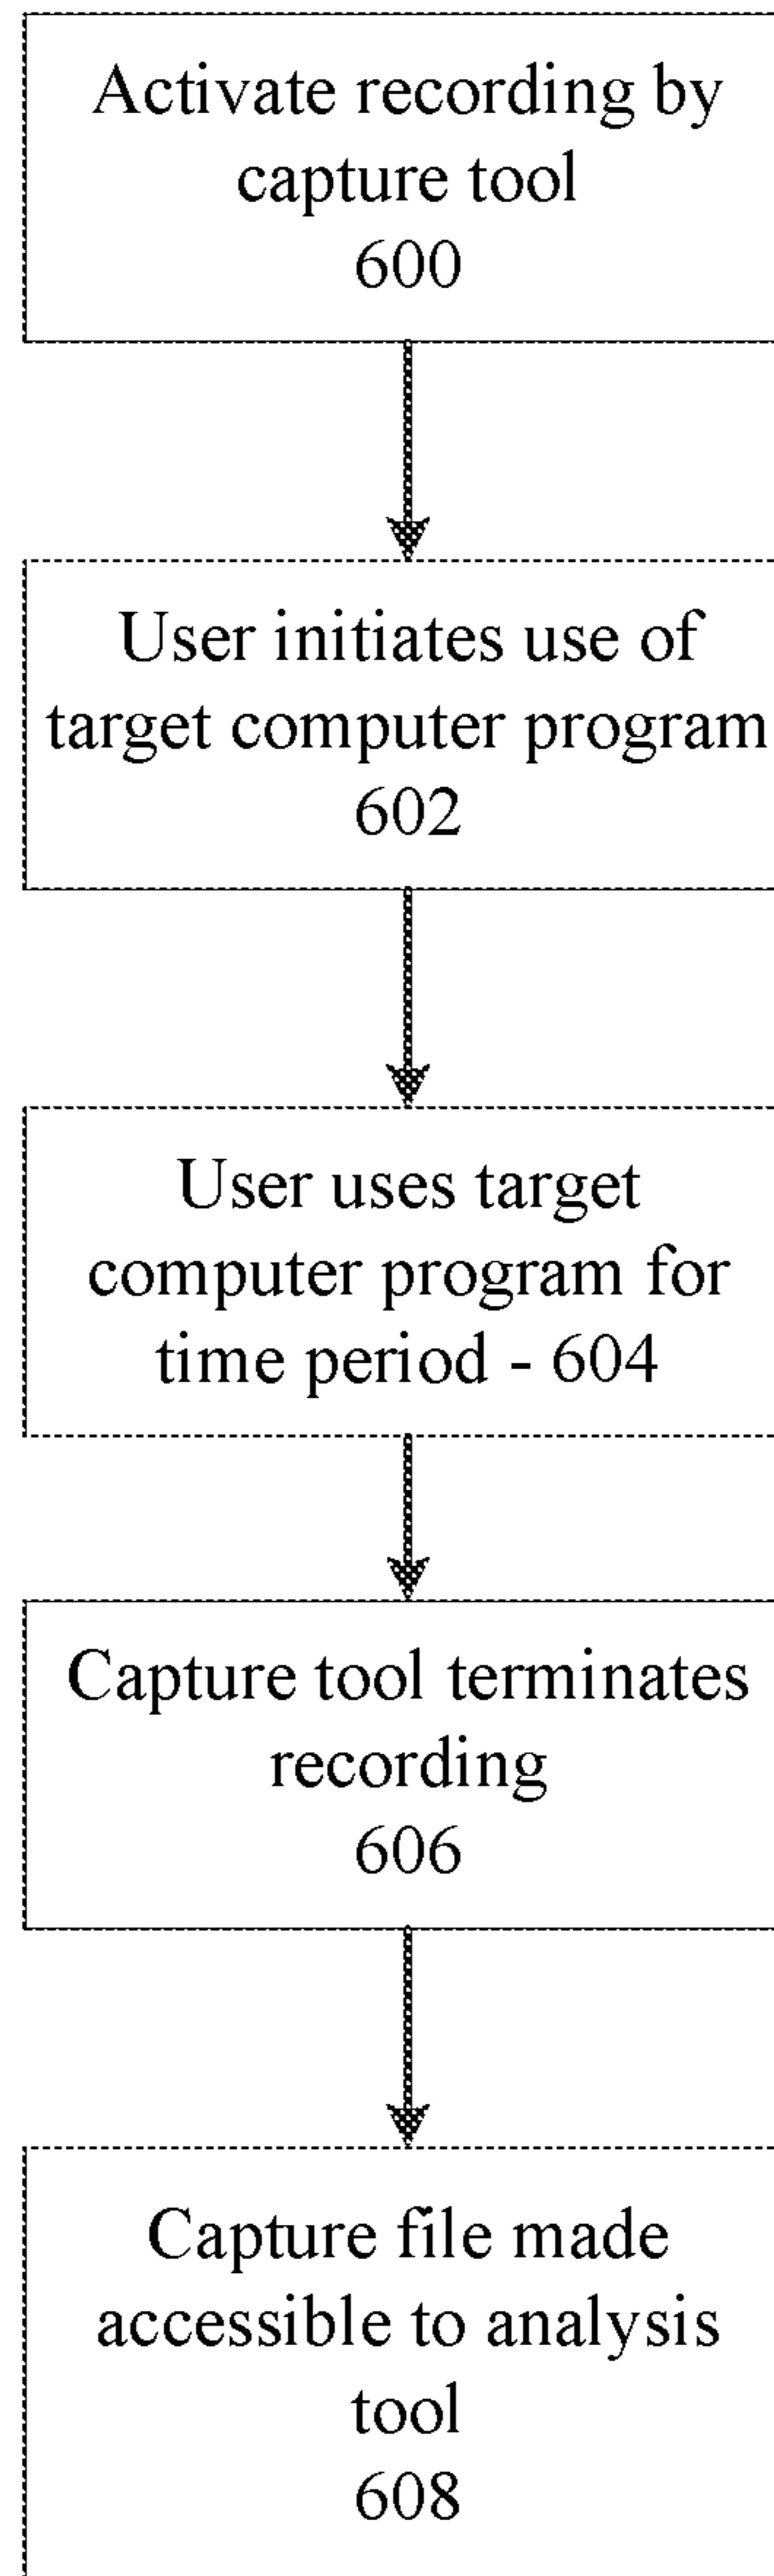 Activate recording by
capture tool
600
User initiates use of
target computer program
602
User uses target
computer program for
time period - 604
Capture tool terminates
recording
606
Capture file made
accessible to analysis
tool
608